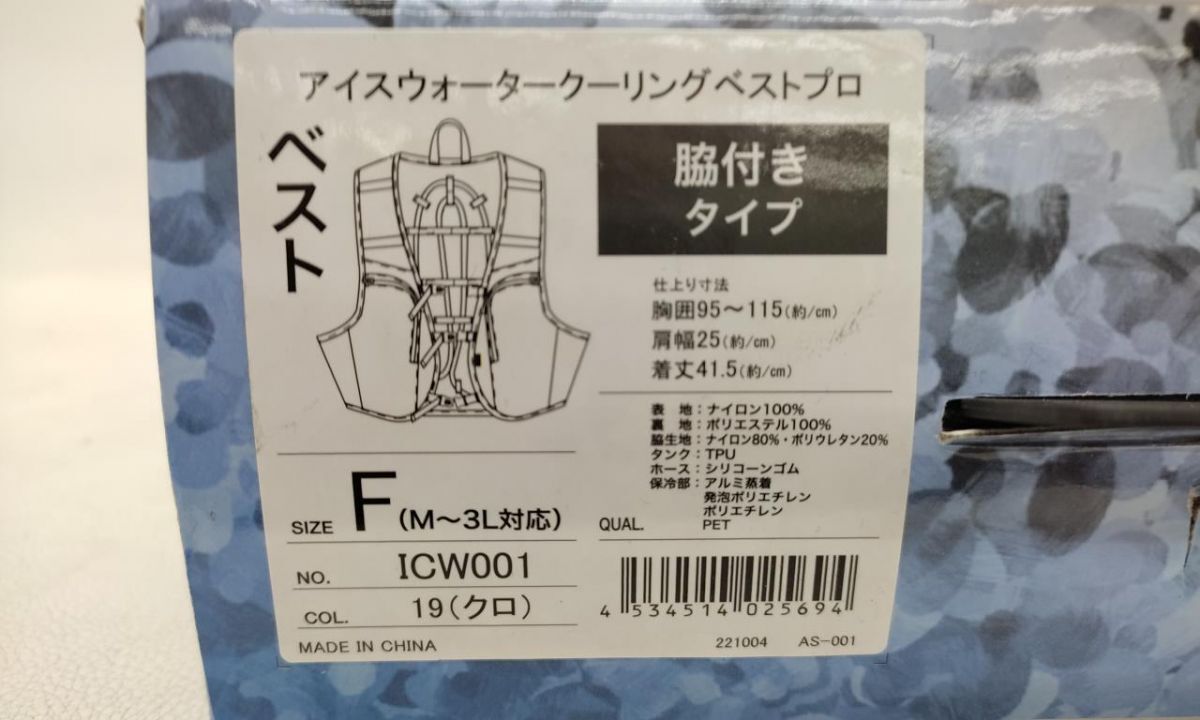 アイスウォータークーリングベストプロ
ベスト
脇付き
タイプ
仕上り寸法
胸囲95～115(約/㎝)
肩幅25(約/㎝)
着丈41.5(約/㎝)
表 地：ナイロン100%
裏 地：ポリエステル100%
脇生地：ナイロン80%・ポリウレタン20%
タンク：TPU
ホース：シリコーンゴム
保冷部：アルミ蒸着
発泡ポリエチレン
ポリエチレン
QUAL. PET
SIZE F (M～3L対応)
NO. ICW001
COL. 19(クロ)
MADE IN CHINA
4 534514 025694
221004 AS-001